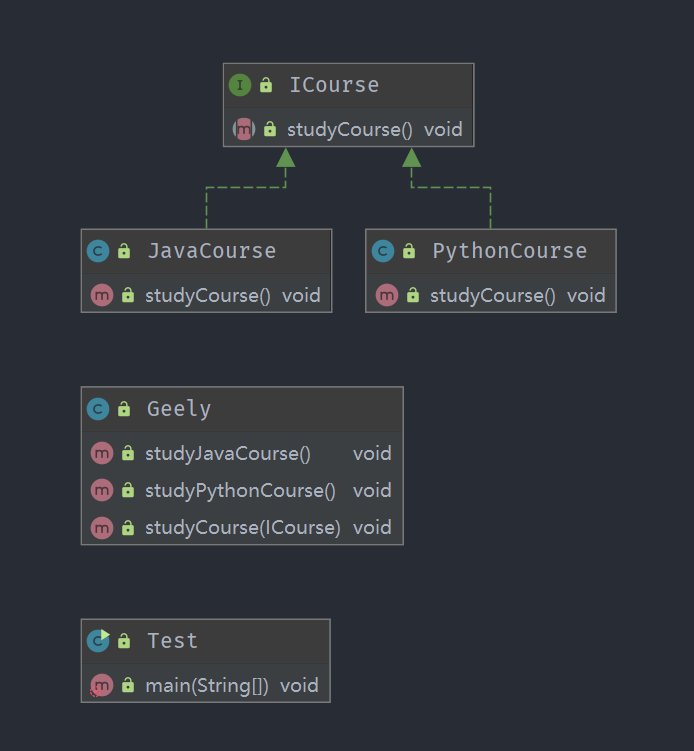 I ICourse
m studyCourse() void
C JavaCourse
m studyCourse() void
C PythonCourse
m studyCourse() void
C Geely
m studyJavaCourse() void
m studyPythonCourse() void
m studyCourse(ICourse) void
C Test
m main(String[]) void